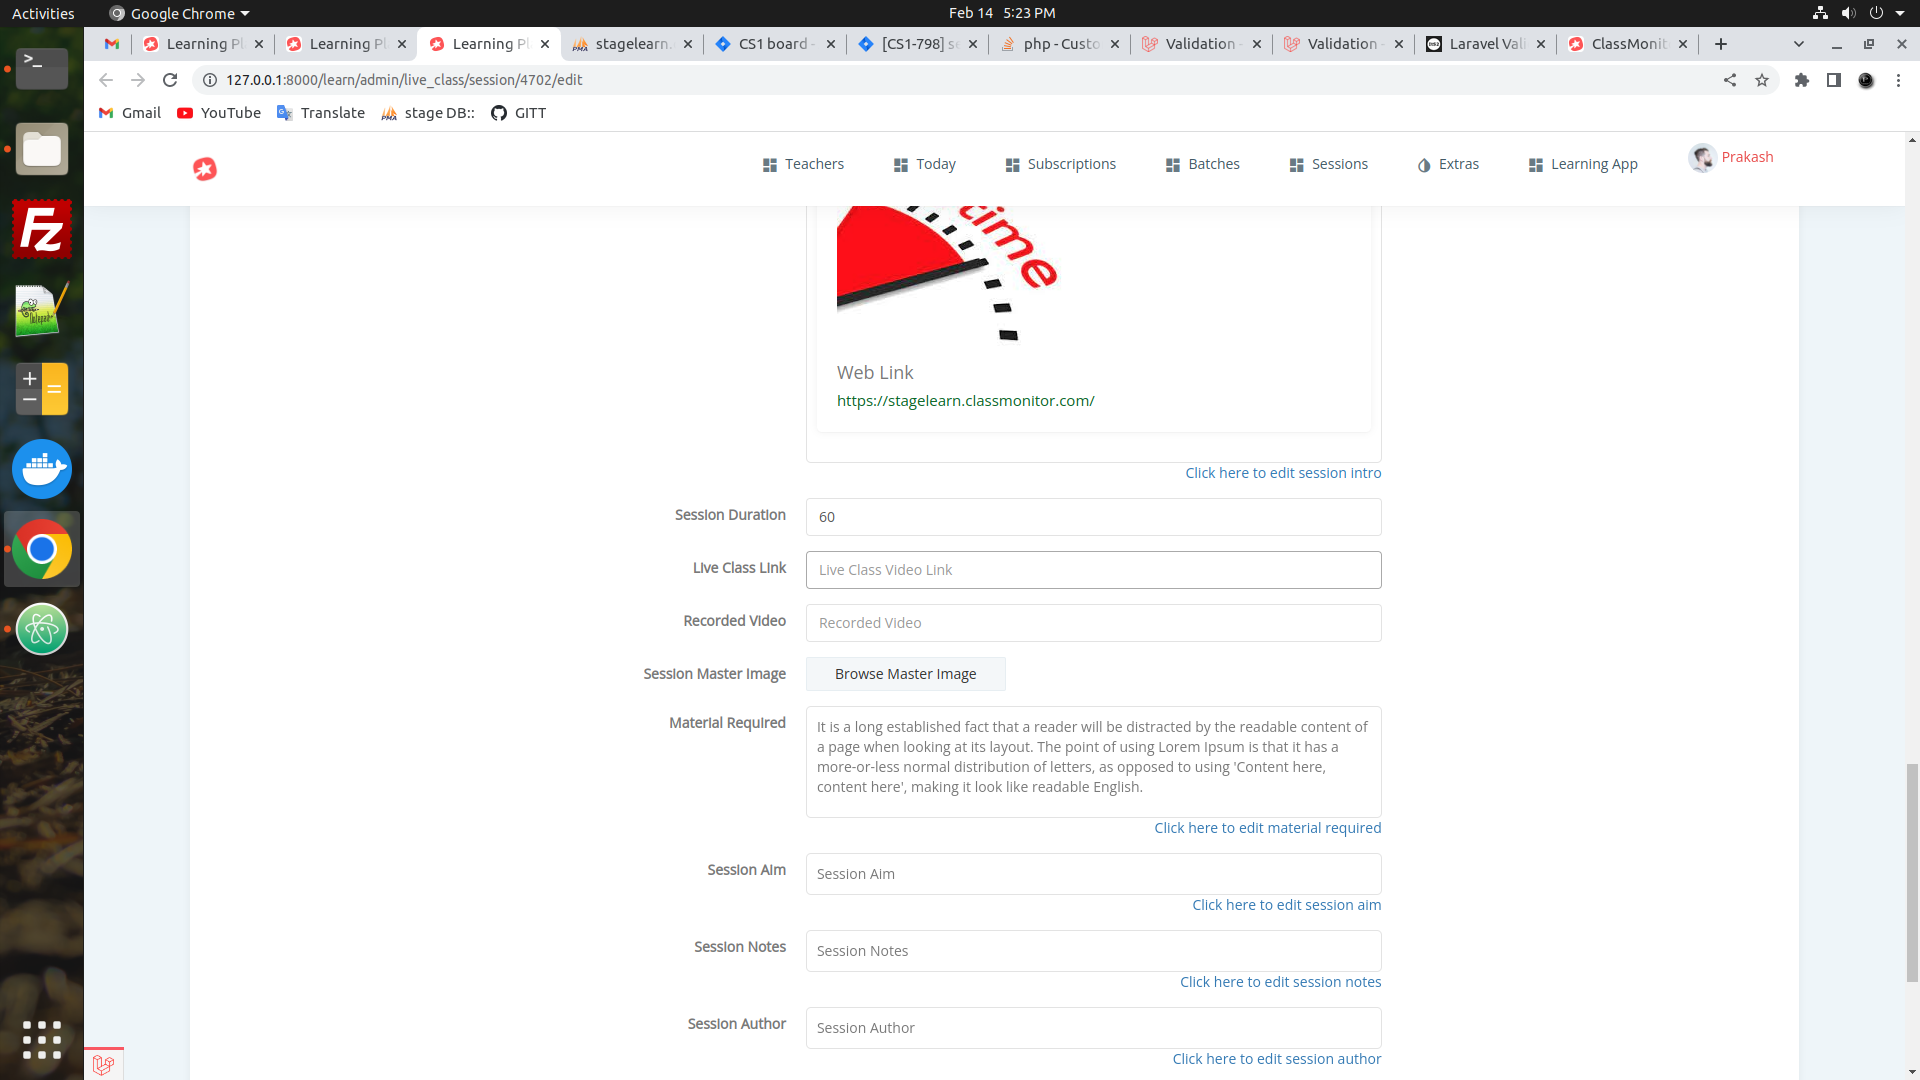 Activities
Google Chrome
Feb 14 5:23 PM
Learning Pl
Learning Pl
Learning Pl
stagelearn.
CS1 board -
[CS1-798] se
php - Custo
Validation -
Validation -
Laravel Vali
ClassMonit
127.0.0.1:8000/learn/admin/live_class/session/4702/edit
Gmail
YouTube
Translate
stage DB::
GITT
Teachers
Today
Subscriptions
Batches
Sessions
Extras
Learning App
Prakash
time
Web Link
https://stagelearn.classmonitor.com/
Click here to edit session intro
Session Duration
60
Live Class Link
Live Class Video Link
Recorded Video
Recorded Video
Session Master Image
Browse Master Image
Material Required
It is a long established fact that a reader will be distracted by the readable content of
a page when looking at its layout. The point of using Lorem Ipsum is that it has a
more-or-less normal distribution of letters, as opposed to using 'Content here,
content here', making it look like readable English.
Click here to edit material required
Session Aim
Session Aim
Click here to edit session aim
Session Notes
Session Notes
Click here to edit session notes
Session Author
Session Author
Click here to edit session author